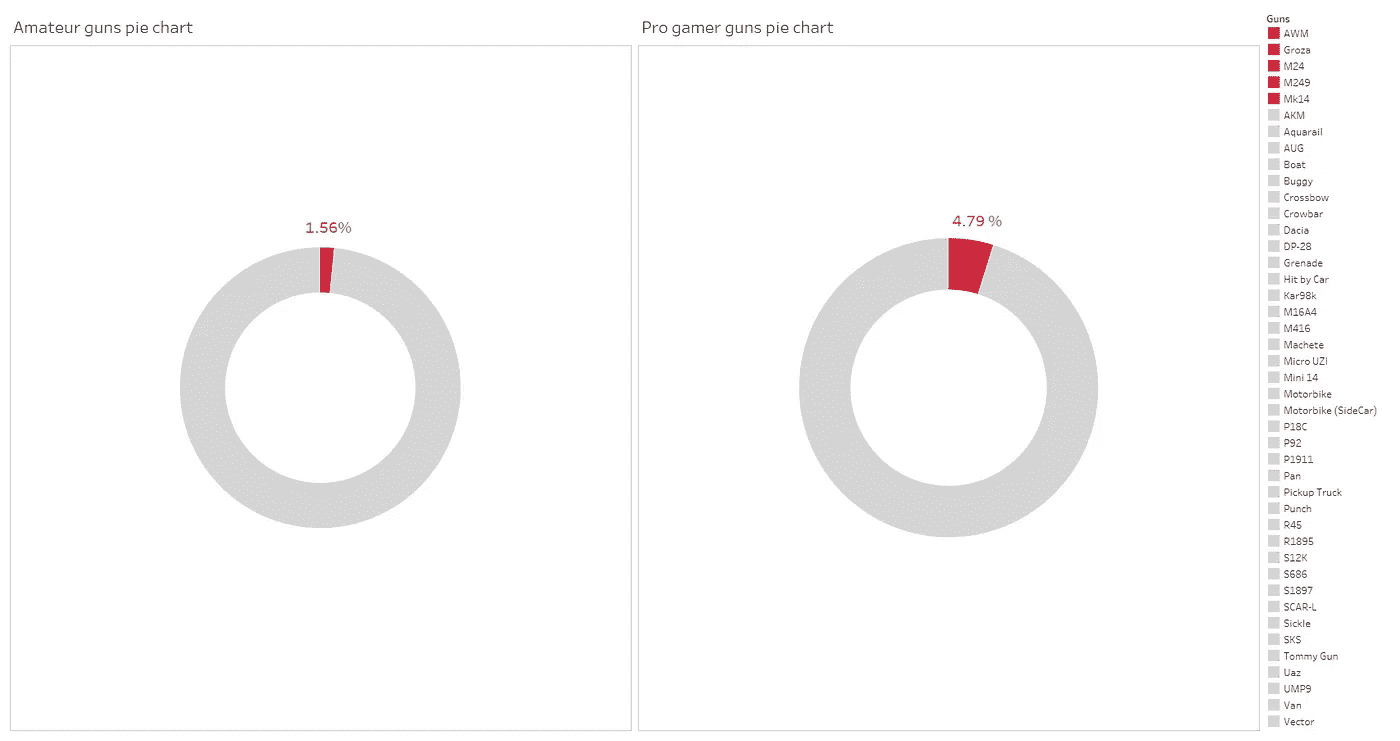 Amateur guns pie chart
1.56%
Pro gamer guns pie chart
4.79 %
Guns
AWM
Groza
M24
M249
Mk14
AKM
Aquarail
AUG
Boat
Buggy
Crossbow
Crowbar
Dacia
DP-28
Grenade
Hit by Car
Kar98k
M16A4
M416
Machete
Micro UZI
Mini 14
Motorbike
Motorbike (SideCar)
P18C
P92
P1911
Pan
Pickup Truck
Punch
R45
R1895
S12K
S686
S1897
SCAR-L
Sickle
SKS
Tommy Gun
Uaz
UMP9
Van
Vector